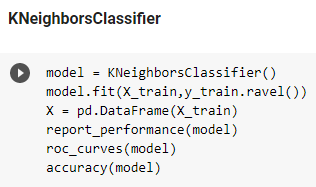 KNeighborsClassifier
model = KNeighborsClassifier()
model.fit(X_train,y_train.ravel())
X = pd.DataFrame(X_train)
report_performance(model)
roc_curves(model)
accuracy(model)